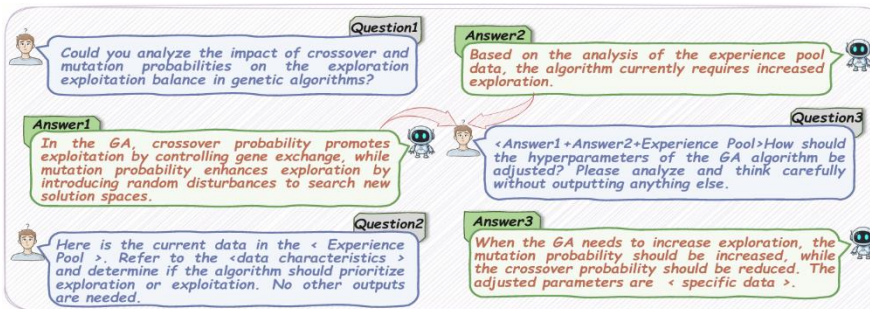 Question1
Could you analyze the impact of crossover and
mutation probabilities on the exploration
exploitation balance in genetic algorithms?
Answer1
In the GA, crossover probability promotes
exploitation by controlling gene exchange, while
mutation probability enhances exploration by
introducing random disturbances to search new
solution spaces.
Question2
Here is the current data in the < Experience
Pool >. Refer to the <data characteristics >
and determine if the algorithm should prioritize
exploration or exploitation. No other outputs
are needed.
Answer2
Based on the analysis of the experience pool
data, the algorithm currently requires increased
exploration.
Question3
<Answer1+Answer2+Experience Pool>How should
the hyperparameters of the GA algorithm be
adjusted? Please analyze and think carefully
without outputting anything else.
Answer3
When the GA needs to increase exploration, the
mutation probability should be increased, while
the crossover probability should be reduced. The
adjusted parameters are < specific data >.